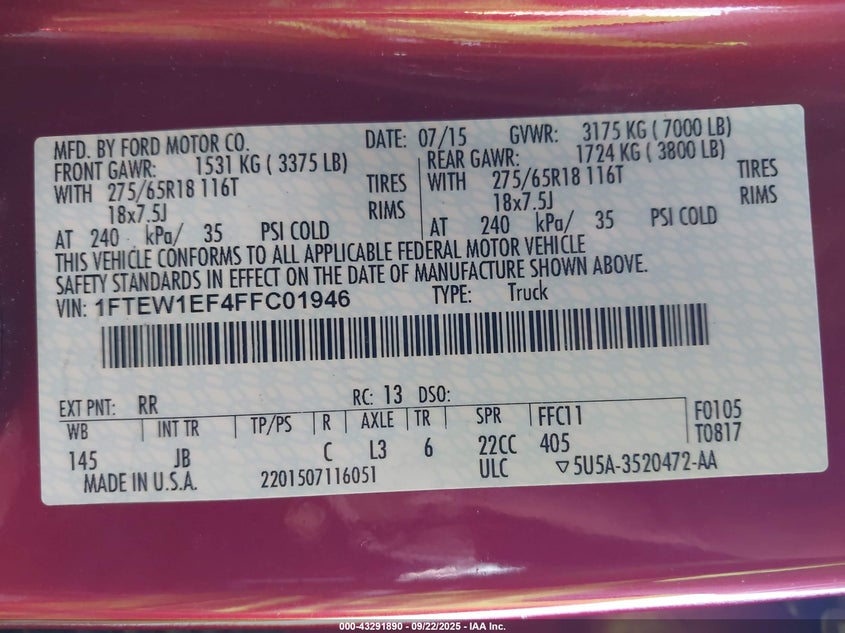 MFD. BY FORD MOTOR CO. DATE: 07/15 GVWR: 3175 KG ( 7000 LB)
FRONT GAWR: 1531 KG ( 3375 LB) REAR GAWR: 1724 KG ( 3800 LB)
WITH 275/65R18 116T TIRES WITH 275/65R18 116T TIRES
18x7.5J RIMS 18x7.5J RIMS
AT 240 kPa/ 35 PSI COLD AT 240 kPa/ 35 PSI COLD
THIS VEHICLE CONFORMS TO ALL APPLICABLE FEDERAL MOTOR VEHICLE
SAFETY STANDARDS IN EFFECT ON THE DATE OF MANUFACTURE SHOWN ABOVE.
VIN: 1FTEW1EF4FFC01946 TYPE: Truck
EXT PNT: RR RC: 13 DSO:
WB INT TR TP/PS R AXLE TR SPR FFC11 F0105
145 JB C L3 6 22CC 405 T0817
MADE IN U.S.A. 2201507116051 ULC ▽5U5A-3520472-AA
000-43291890 - 09/22/2025 - IAA Inc.